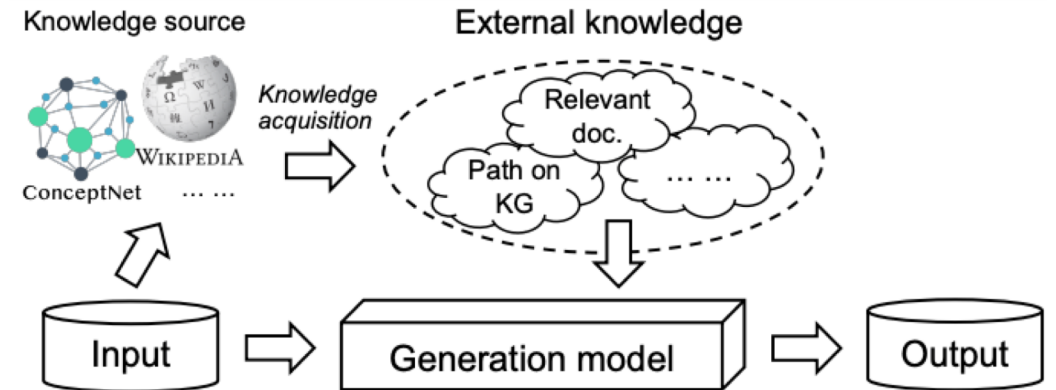 Knowledge source
External knowledge
Knowledge
acquisition
WIKIPEDIA
ConceptNet
... ...
Relevant
doc.
Path on
KG
... ...
Input
Generation model
Output